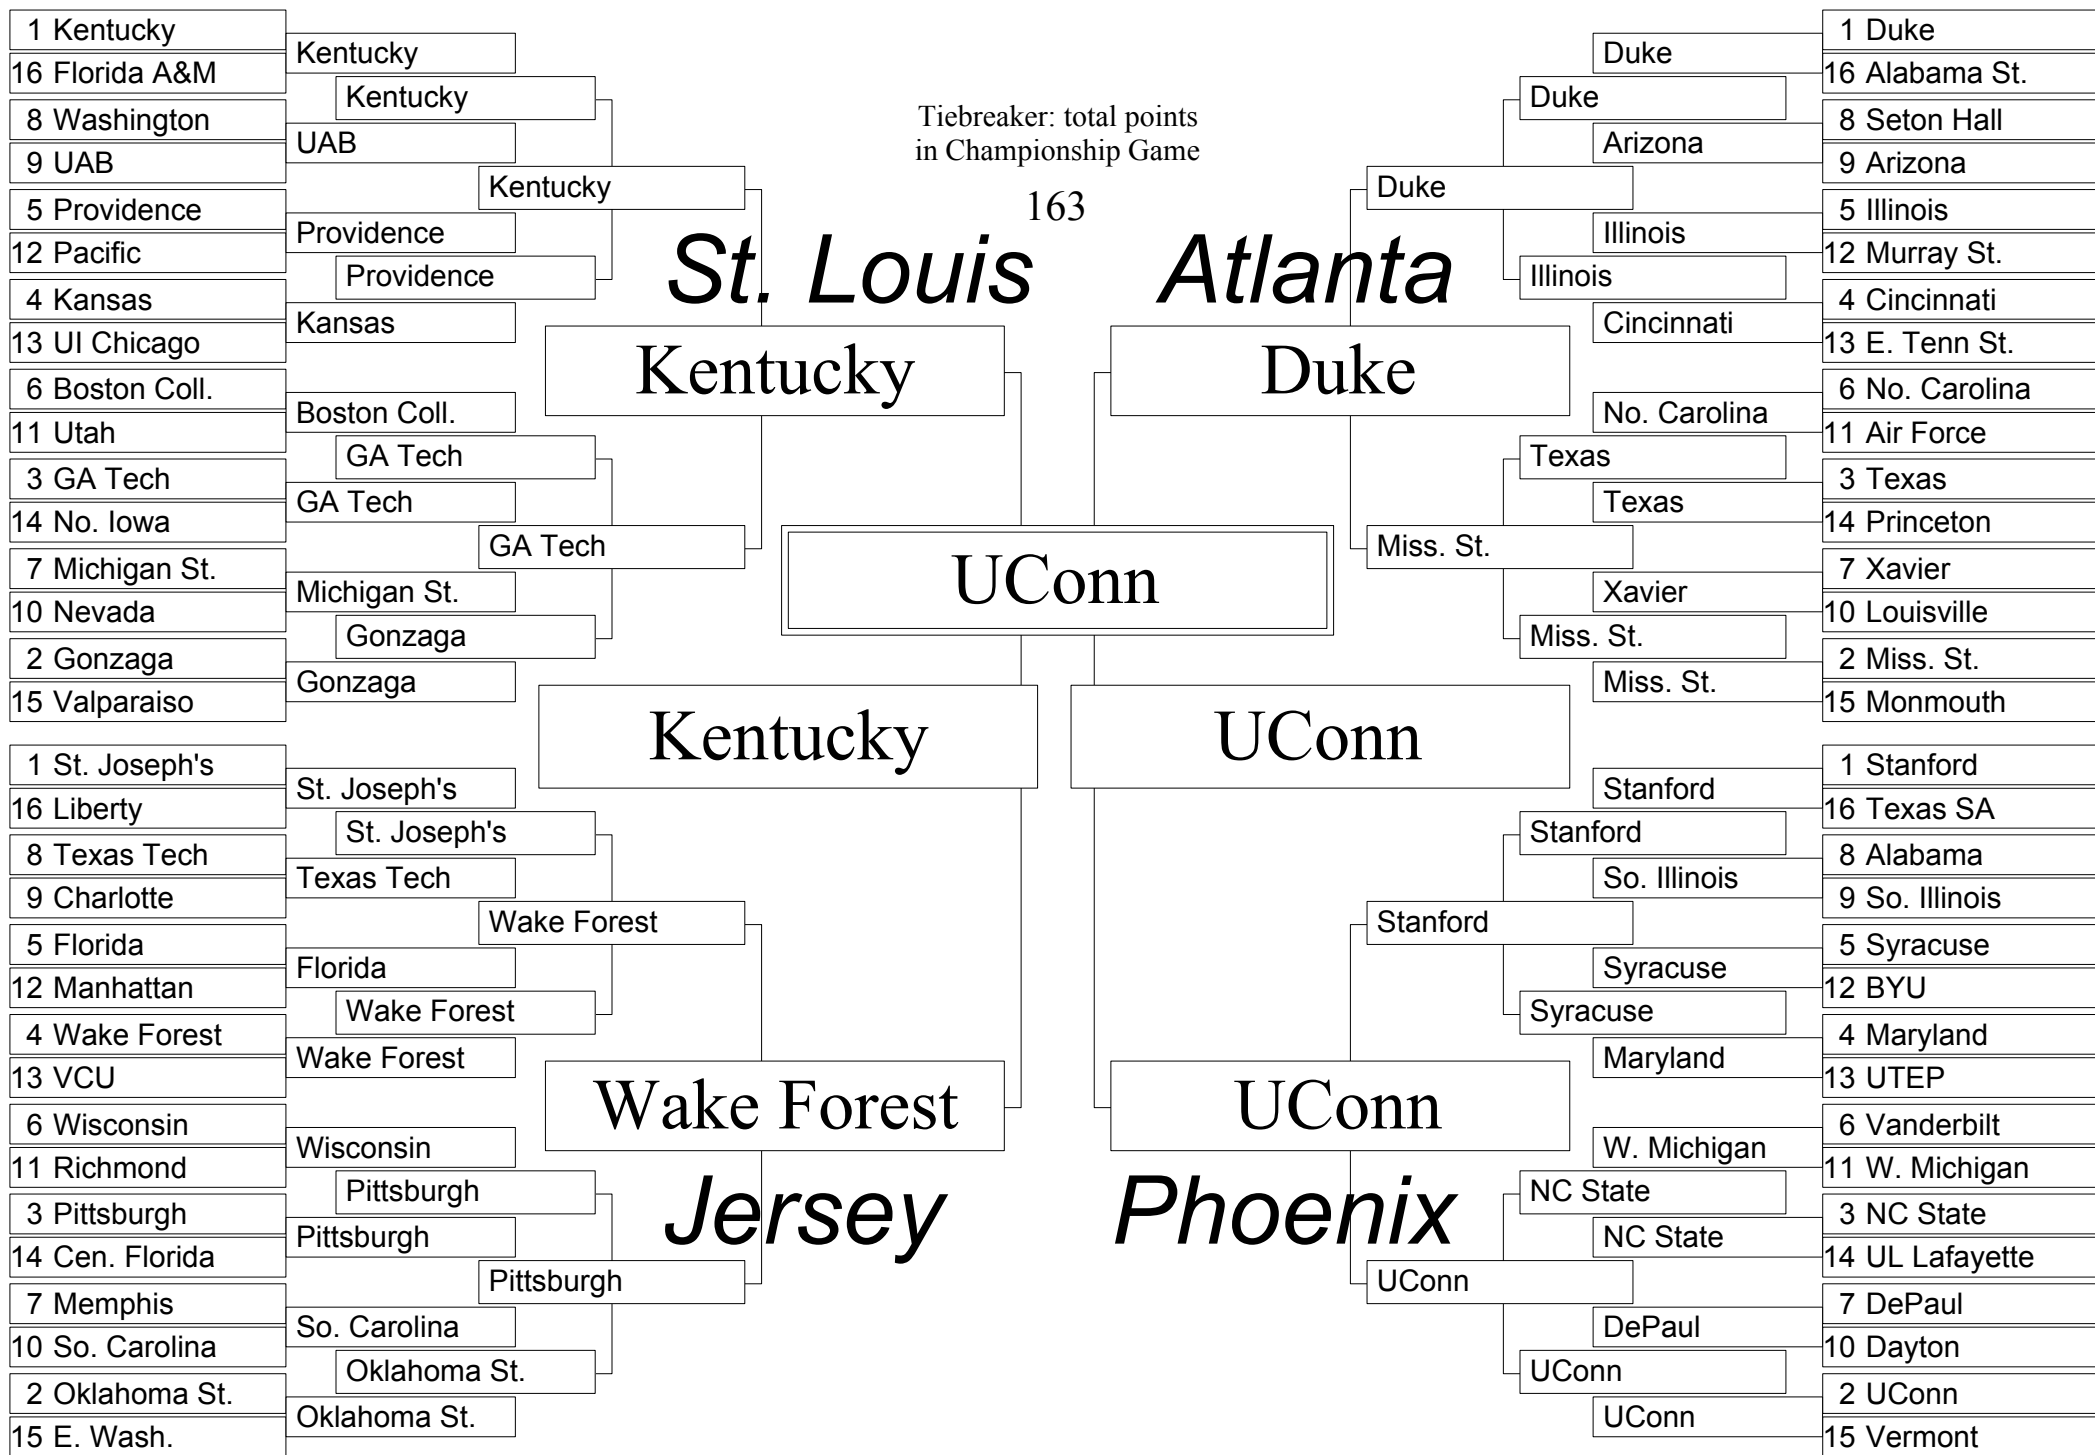 1 Kentucky
16 Florida A&M
8 Washington
9 UAB
5 Providence
12 Pacific
4 Kansas
13 UI Chicago
6 Boston Coll.
11 Utah
3 GA Tech
14 No. Iowa
7 Michigan St.
10 Nevada
2 Gonzaga
15 Valparaiso
Kentucky
UAB
Providence
Kansas
Boston Coll.
GA Tech
Michigan St.
Gonzaga
Kentucky
Providence
GA Tech
Gonzaga
Kentucky
GA Tech
St. Louis
Kentucky
1 St. Joseph's
16 Liberty
8 Texas Tech
9 Charlotte
5 Florida
12 Manhattan
4 Wake Forest
13 VCU
6 Wisconsin
11 Richmond
3 Pittsburgh
14 Cen. Florida
7 Memphis
10 So. Carolina
2 Oklahoma St.
15 E. Wash.
St. Joseph's
Texas Tech
Florida
Wake Forest
Wisconsin
Pittsburgh
So. Carolina
Oklahoma St.
St. Joseph's
Wake Forest
Pittsburgh
Oklahoma St.
Wake Forest
Pittsburgh
Wake Forest
Jersey
Tiebreaker: total points
in Championship Game
163
UConn
Kentucky
UConn
Atlanta
Duke
Duke
Miss. St.
Duke
Illinois
Texas
Miss. St.
Duke
Arizona
Illinois
Cincinnati
No. Carolina
Texas
Xavier
Miss. St.
1 Duke
16 Alabama St.
8 Seton Hall
9 Arizona
5 Illinois
12 Murray St.
4 Cincinnati
13 E. Tenn St.
6 No. Carolina
11 Air Force
3 Texas
14 Princeton
7 Xavier
10 Louisville
2 Miss. St.
15 Monmouth
UConn
Phoenix
Stanford
UConn
Stanford
Syracuse
NC State
UConn
Stanford
So. Illinois
Syracuse
Maryland
W. Michigan
NC State
DePaul
UConn
1 Stanford
16 Texas SA
8 Alabama
9 So. Illinois
5 Syracuse
12 BYU
4 Maryland
13 UTEP
6 Vanderbilt
11 W. Michigan
3 NC State
14 UL Lafayette
7 DePaul
10 Dayton
2 UConn
15 Vermont